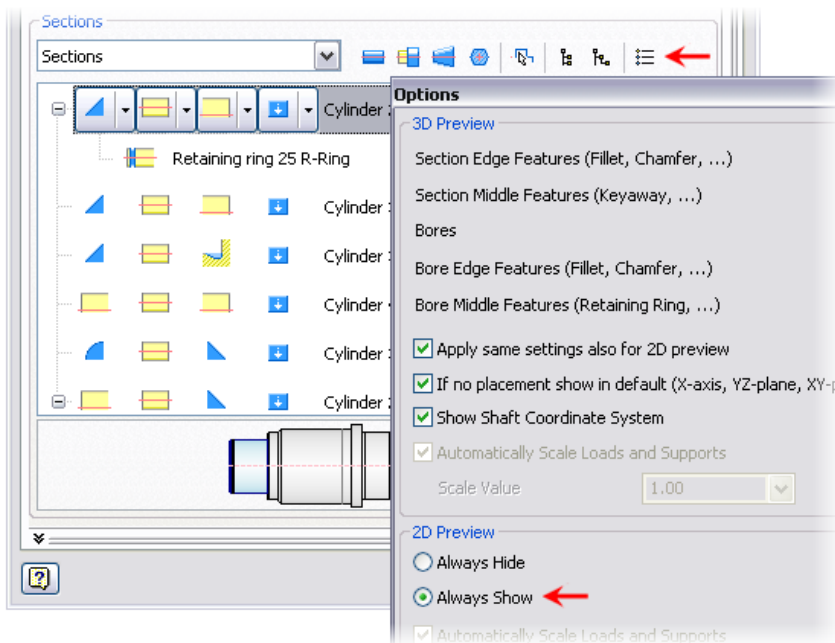 Sections
Sections
Cylinder
Options
3D Preview
Retaining ring 25 R-Ring
Section Edge Features (Fillet, Chamfer, ...)
Section Middle Features (Keyaway, ...)
Cylinder
Bores
Cylinder
Bore Edge Features (Fillet, Chamfer, ...)
Cylinder
Bore Middle Features (Retaining Ring, ...)
Cylinder
Apply same settings also for 2D preview
If no placement show in default (X-axis, YZ-plane, XY-
Cylinder
Show Shaft Coordinate System
Automatically Scale Loads and Supports
Scale Value
1.00
2D Preview
Always Hide
Always Show
Automatically Scale Loads and Supports